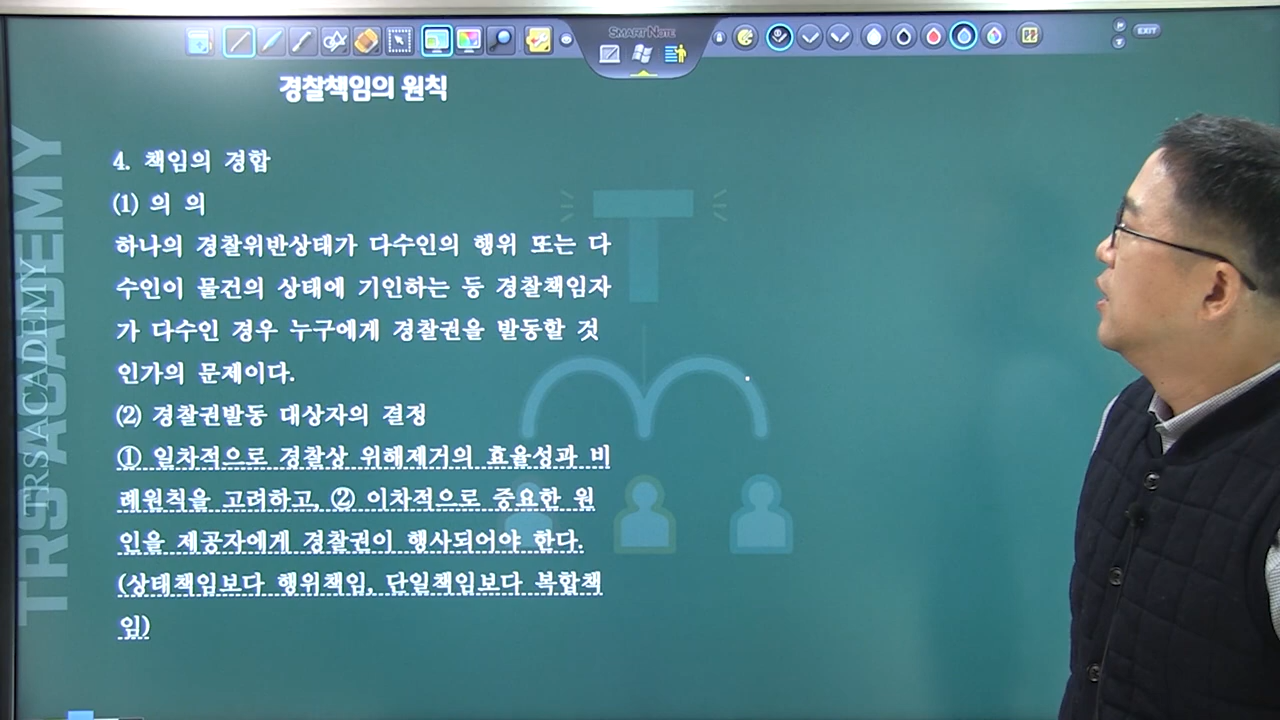 SMART NOTE
EXIT
경찰책임의 원칙
4. 책임의 경합
(1) 의 의
하나의 경찰위반상태가 다수인의 행위 또는 다
수인이 물건의 상태에 기인하는 등 경찰책임자
가 다수인 경우 누구에게 경찰권을 발동할 것
인가의 문제이다.
(2) 경찰권발동 대상자의 결정
① 일차적으로 경찰상 위해제거의 효율성과 비
례원칙을 고려하고, ② 이차적으로 중요한 원
인을 제공자에게 경찰권이 행사되어야 한다.
(상태책임보다 행위책임, 단일책임보다 복합책
임)
TRS ACADEMY
TRSACADEMY